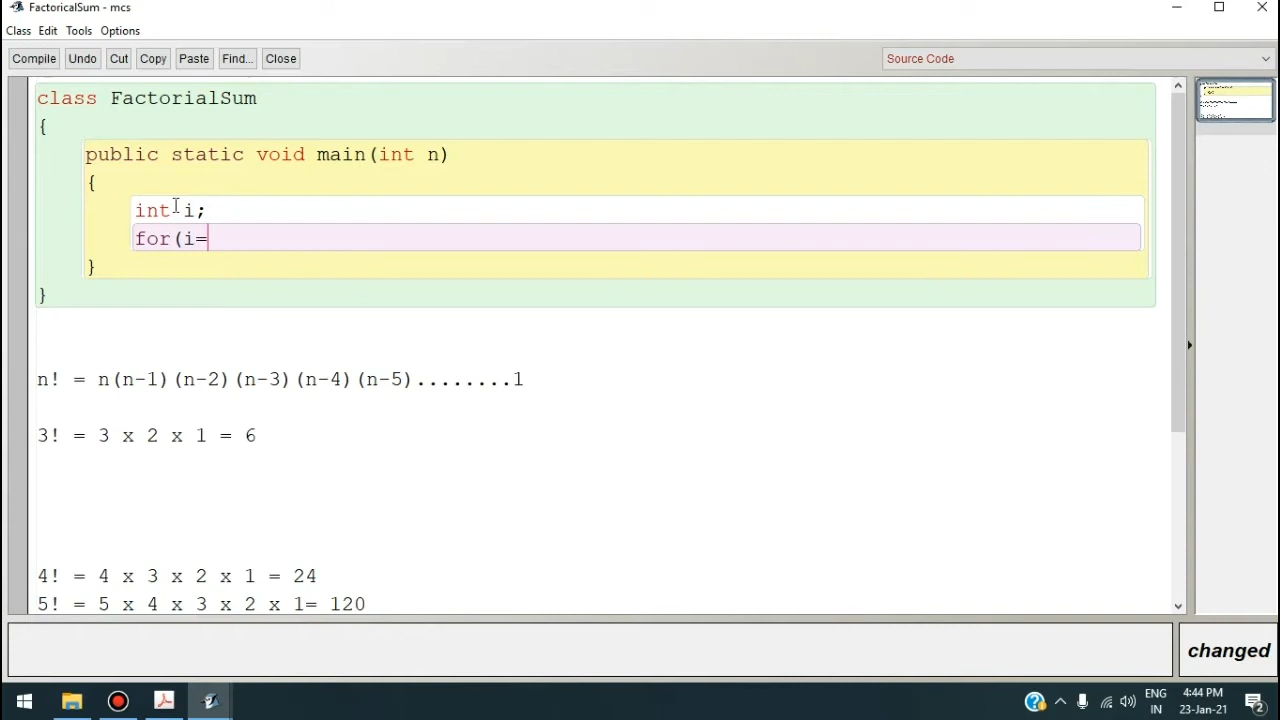 FactoricalSum - mcs
Class Edit Tools Options
Compile Undo Cut Copy Paste Find... Close Source Code
class FactorialSum
{
public static void main(int n)
{
int i;
for(i=
}
}
n! = n(n-1)(n-2)(n-3)(n-4)(n-5)........1
3! = 3 x 2 x 1 = 6
4! = 4 x 3 x 2 x 1 = 24
5! = 5 x 4 x 3 x 2 x 1= 120
changed
ENG 4:44 PM
IN 23-Jan-21
2